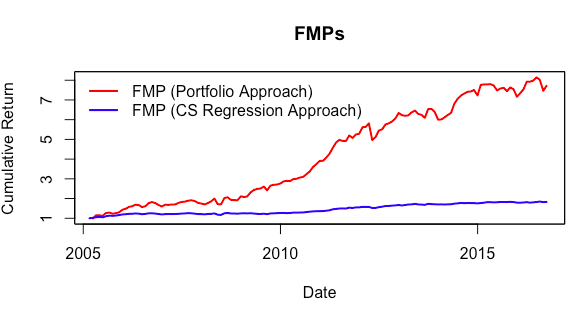 FMPs
FMP (Portfolio Approach)
FMP (CS Regression Approach)
Cumulative Return
7
5
3
1
2005 2010 2015
Date